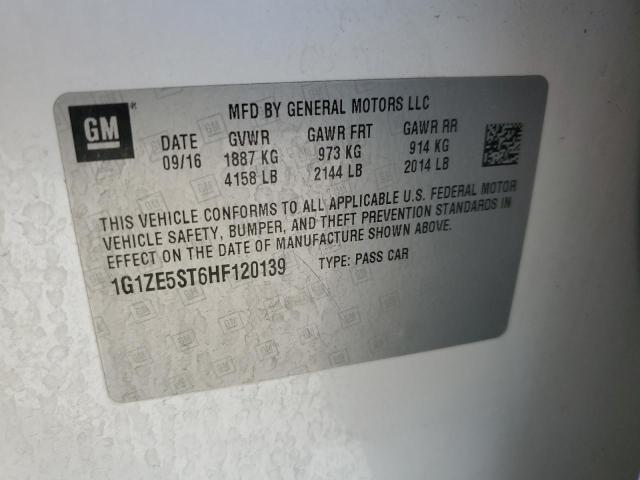 GM
MFD BY GENERAL MOTORS LLC
DATE GVWR GAWR FRT GAWR RR
09/16 1887 KG 973 KG 914 KG
4158 LB 2144 LB 2014 LB
THIS VEHICLE CONFORMS TO ALL APPLICABLE U.S. FEDERAL MOTOR
VEHICLE SAFETY, BUMPER, AND THEFT PREVENTION STANDARDS IN
EFFECT ON THE DATE OF MANUFACTURE SHOWN ABOVE.
1G1ZE5ST6HF120139 TYPE: PASS CAR